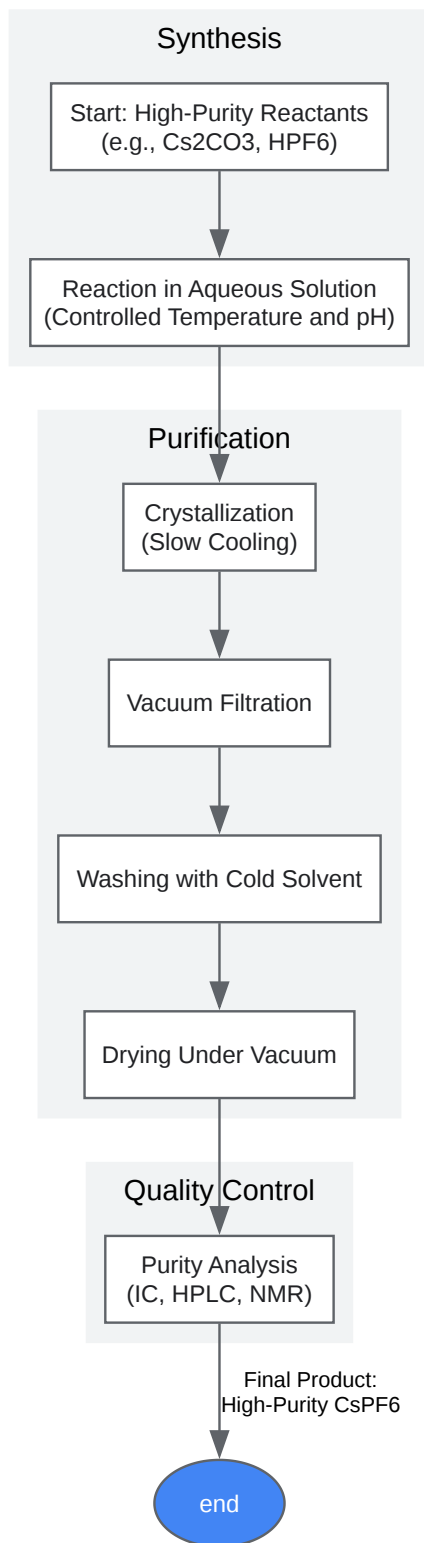 Synthesis
Start: High-Purity Reactants
(e.g., Cs2CO3, HPF6)
Reaction in Aqueous Solution
(Controlled Temperature and pH)
Purification
Crystallization
(Slow Cooling)
Vacuum Filtration
Washing with Cold Solvent
Drying Under Vacuum
Quality Control
Purity Analysis
(IC, HPLC, NMR)
Final Product:
High-Purity CsPF6
end